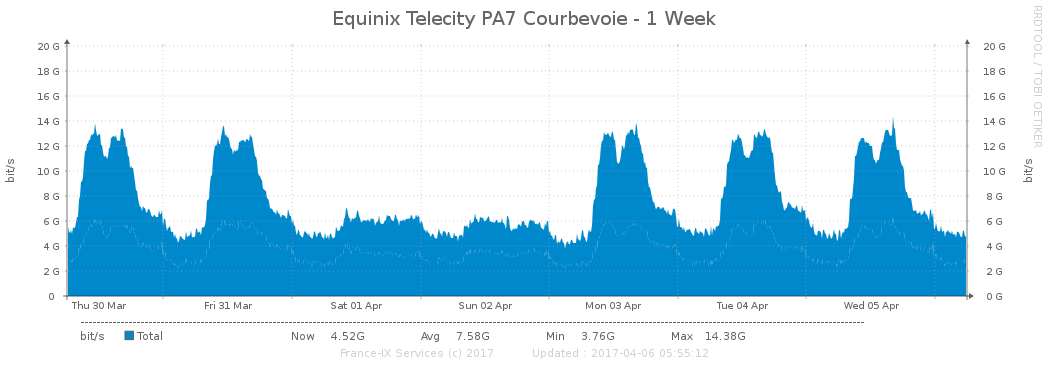 Equinix Telecity PA7 Courbevoie - 1 Week
RRDTOOL / TOBI OETIKER
20 G 20 G
18 G 18 G
16 G 16 G
14 G 14 G
12 G 12 G
10 G 10 G
8 G 8 G
6 G 6 G
4 G 4 G
2 G 2 G
0 0 G
bit/s
bit/s
Thu 30 Mar Fri 31 Mar Sat 01 Apr Sun 02 Apr Mon 03 Apr Tue 04 Apr Wed 05 Apr
bit/s Total Now 4.52G Avg 7.58G Min 3.76G Max 14.38G
France-IX Services (c) 2017 Updated : 2017-04-06 05:55:12